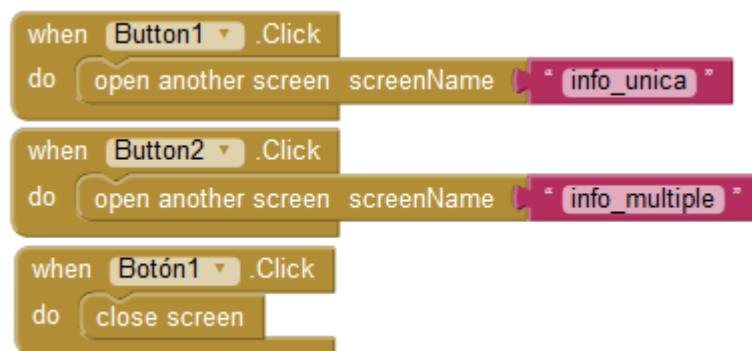 when Button1 .Click
do open another screen screenName " info_unica "
when Button2 .Click
do open another screen screenName " info_multiple "
when Botón1 .Click
do close screen